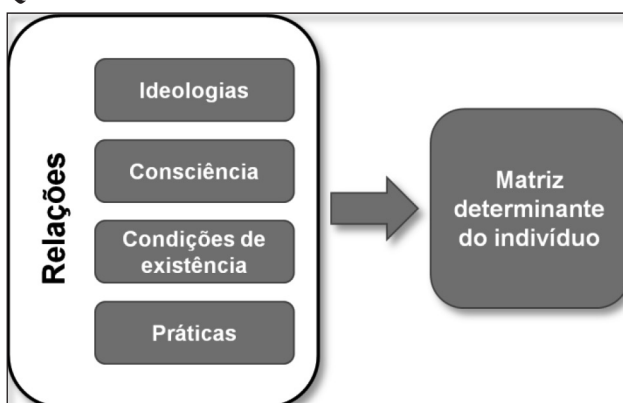 Relações
Ideologias
Consciência
Condições de
existência
Práticas
Matriz
determinante
do indivíduo